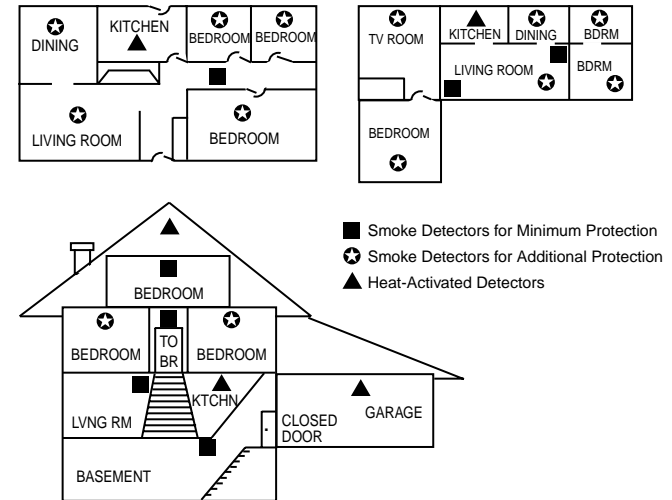 DINING
KITCHEN
BEDROOM
BEDROOM
LIVING ROOM
BEDROOM
TV ROOM
KITCHEN
DINING
BDRM
LIVING ROOM
BDRM
BEDROOM
Smoke Detectors for Minimum Protection
Smoke Detectors for Additional Protection
Heat-Activated Detectors
BEDROOM
BEDROOM
TO
BR
BEDROOM
LVNG RM
KTCHN
CLOSED
DOOR
GARAGE
BASEMENT